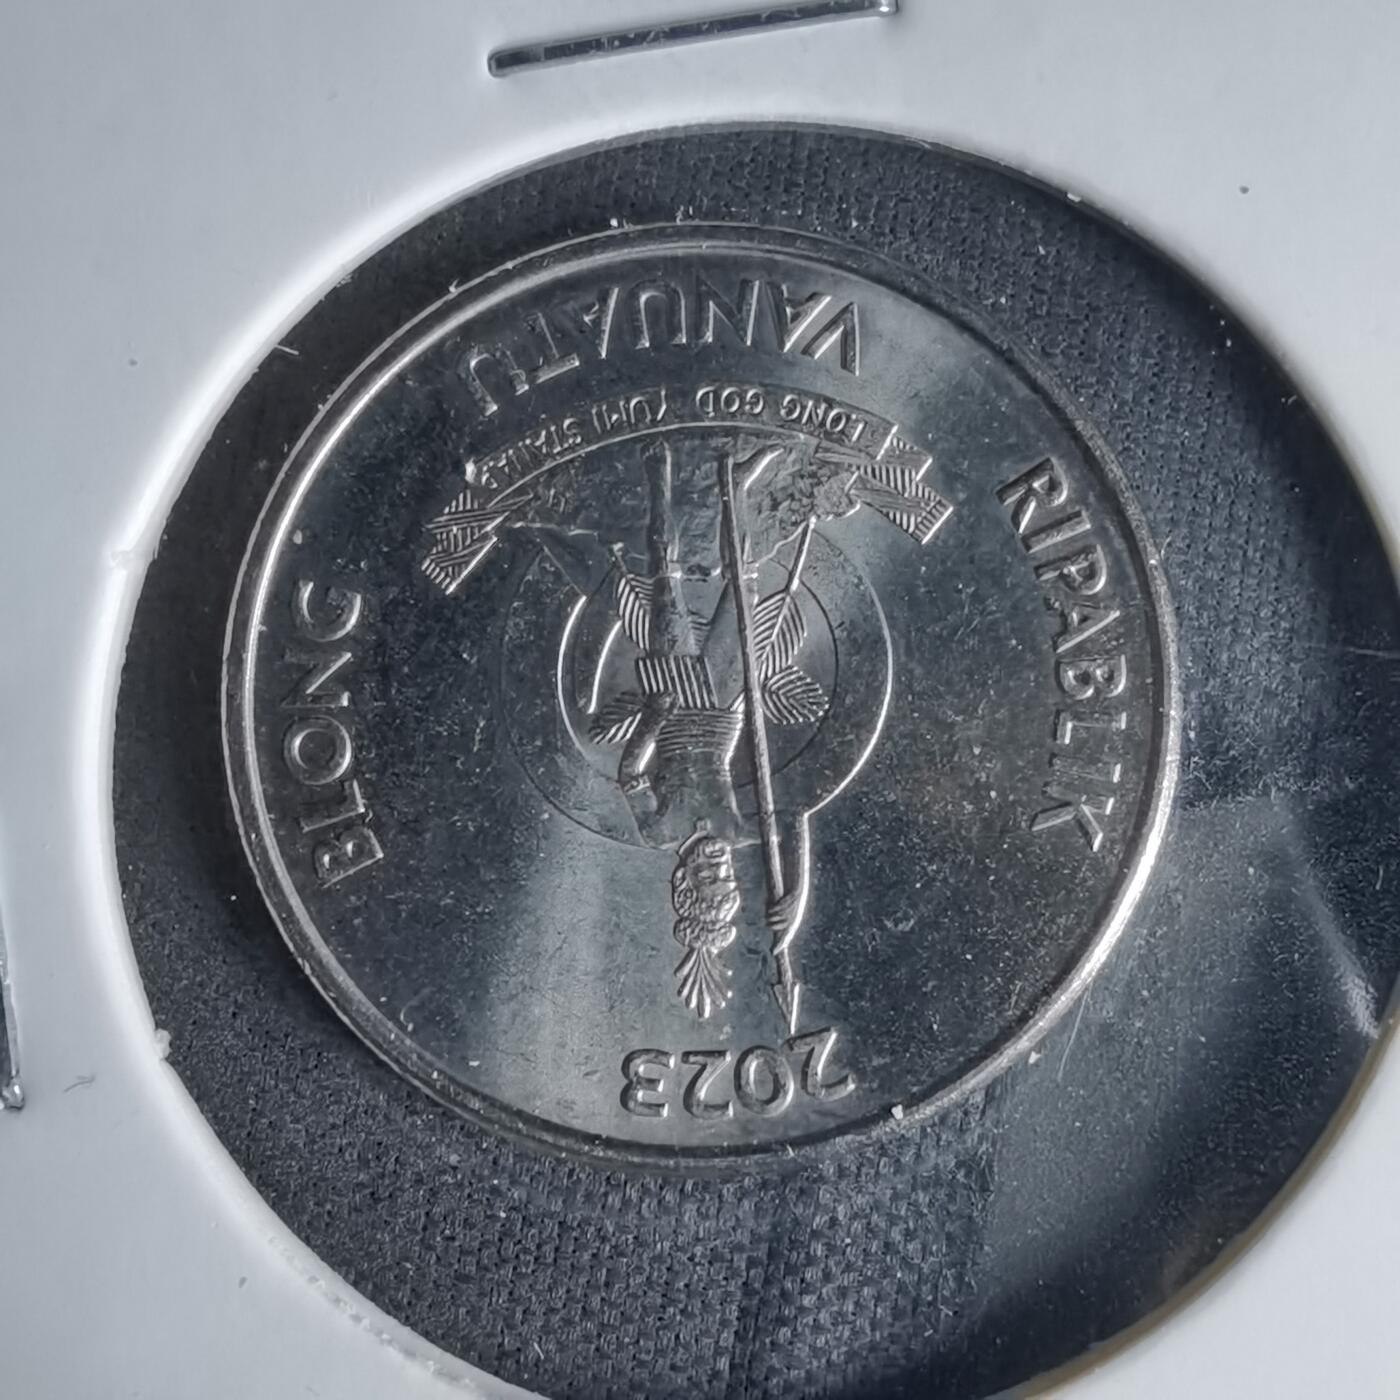 2023
RIPABLIK
BLONG
VANUATU
LONG GOD YUMI STANAP